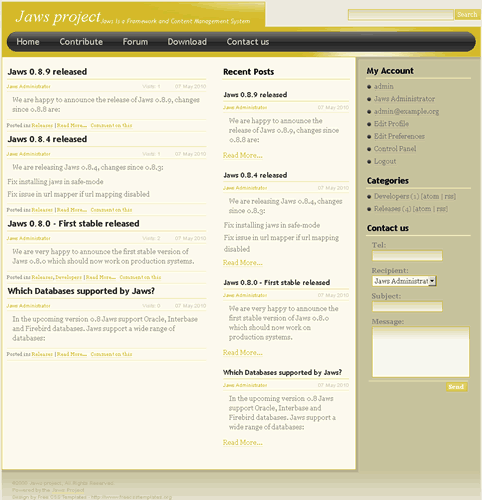 Jaws project Jaws is a Framework and Content Management System
Search
Home Contribute Forum Download Contact us
Jaws 0.8.9 released
Jaws Administrator Visits: 1 07 May 2010
We are happy to announce the release of Jaws 0.8.9, changes
since 0.8.8 are:
Posted in: Releases | Read More... Comment on this
Jaws 0.8.4 released
Jaws Administrator Visits: 1 07 May 2010
We are releasing Jaws 0.8.4, changes since 0.8.3:
Fix installing jaws in safe-mode
Fix issue in url mapper if url mapping disabled
Posted in: Releases | Read More... Comment on this
Jaws 0.8.0 - First stable released
Jaws Administrator 07 May 2010
We are very happy to announce the first stable version of
Jaws 0.8.0 which should now work on production systems.
Posted in: Releases, Developers | Read More... Comment on this
Which Databases supported by Jaws?
Jaws Administrator 07 May 2010
In the upcoming version 0.8 Jaws support Oracle, Interbase
and Firebird databases. Jaws support a wide range of
databases:
Posted in: Releases | Read More... Comment on this
Recent Posts
Jaws 0.8.9 released
Jaws Administrator 07 May 2010
We are happy to announce the
release of Jaws 0.8.9, changes
since 0.8.8 are:
Read More...
Jaws 0.8.4 released
Jaws Administrator 07 May 2010
We are releasing Jaws 0.8.4,
changes since 0.8.3:
Fix installing jaws in safe-mode
Fix issue in url mapper if url mapping
disabled
Read More...
Jaws 0.8.0 - First stable released
Jaws Administrator 07 May 2010
We are very happy to announce the
first stable version of Jaws 0.8.0
which should now work on
production systems.
Read More...
Which Databases supported by Jaws?
Jaws Administrator 07 May 2010
In the upcoming version 0.8 Jaws
support Oracle, Interbase and
Firebird databases. Jaws support a
wide range of databases:
Read More...
My Account
admin
Jaws Administrator
admin@example.org
Edit Profile
Edit Preferences
Control Panel
Logout
Categories
Developers (1) [atom | rss]
Releases (4) [atom | rss]
Contact us
Tel:
Recipient:
Jaws Administrat
Subject:
Message:
Send
©2006 Jaws project. All Rights Reserved.
Powered by the Jaws Project
Design by Free CSS Templates http://www.freecsstemplates.org